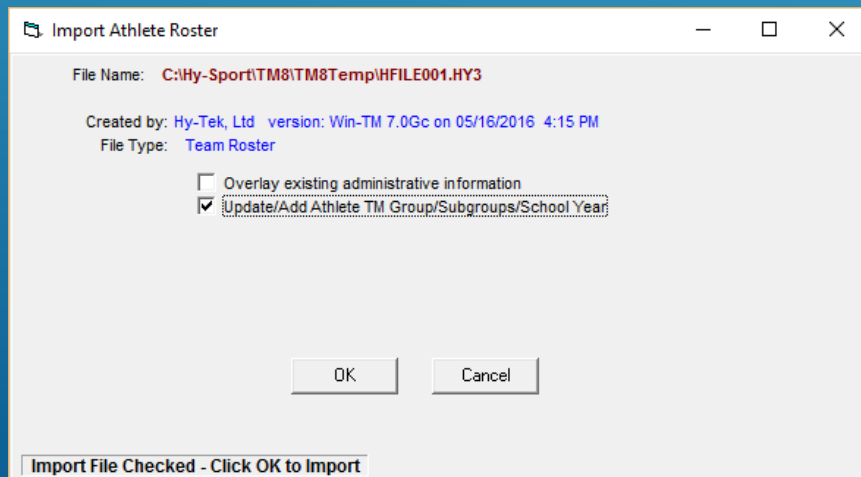 Import Athlete Roster
File Name: C:\Hy-Sport\TM8\TM8Temp\HFILE001.HY3
Created by: Hy-Tek, Ltd version: Win-TM 7.0Gc on 05/16/2016 4:15 PM
File Type: Team Roster
Overlay existing administrative information
Update/Add Athlete TM Group/Subgroups/School Year
OK Cancel
Import File Checked - Click OK to Import